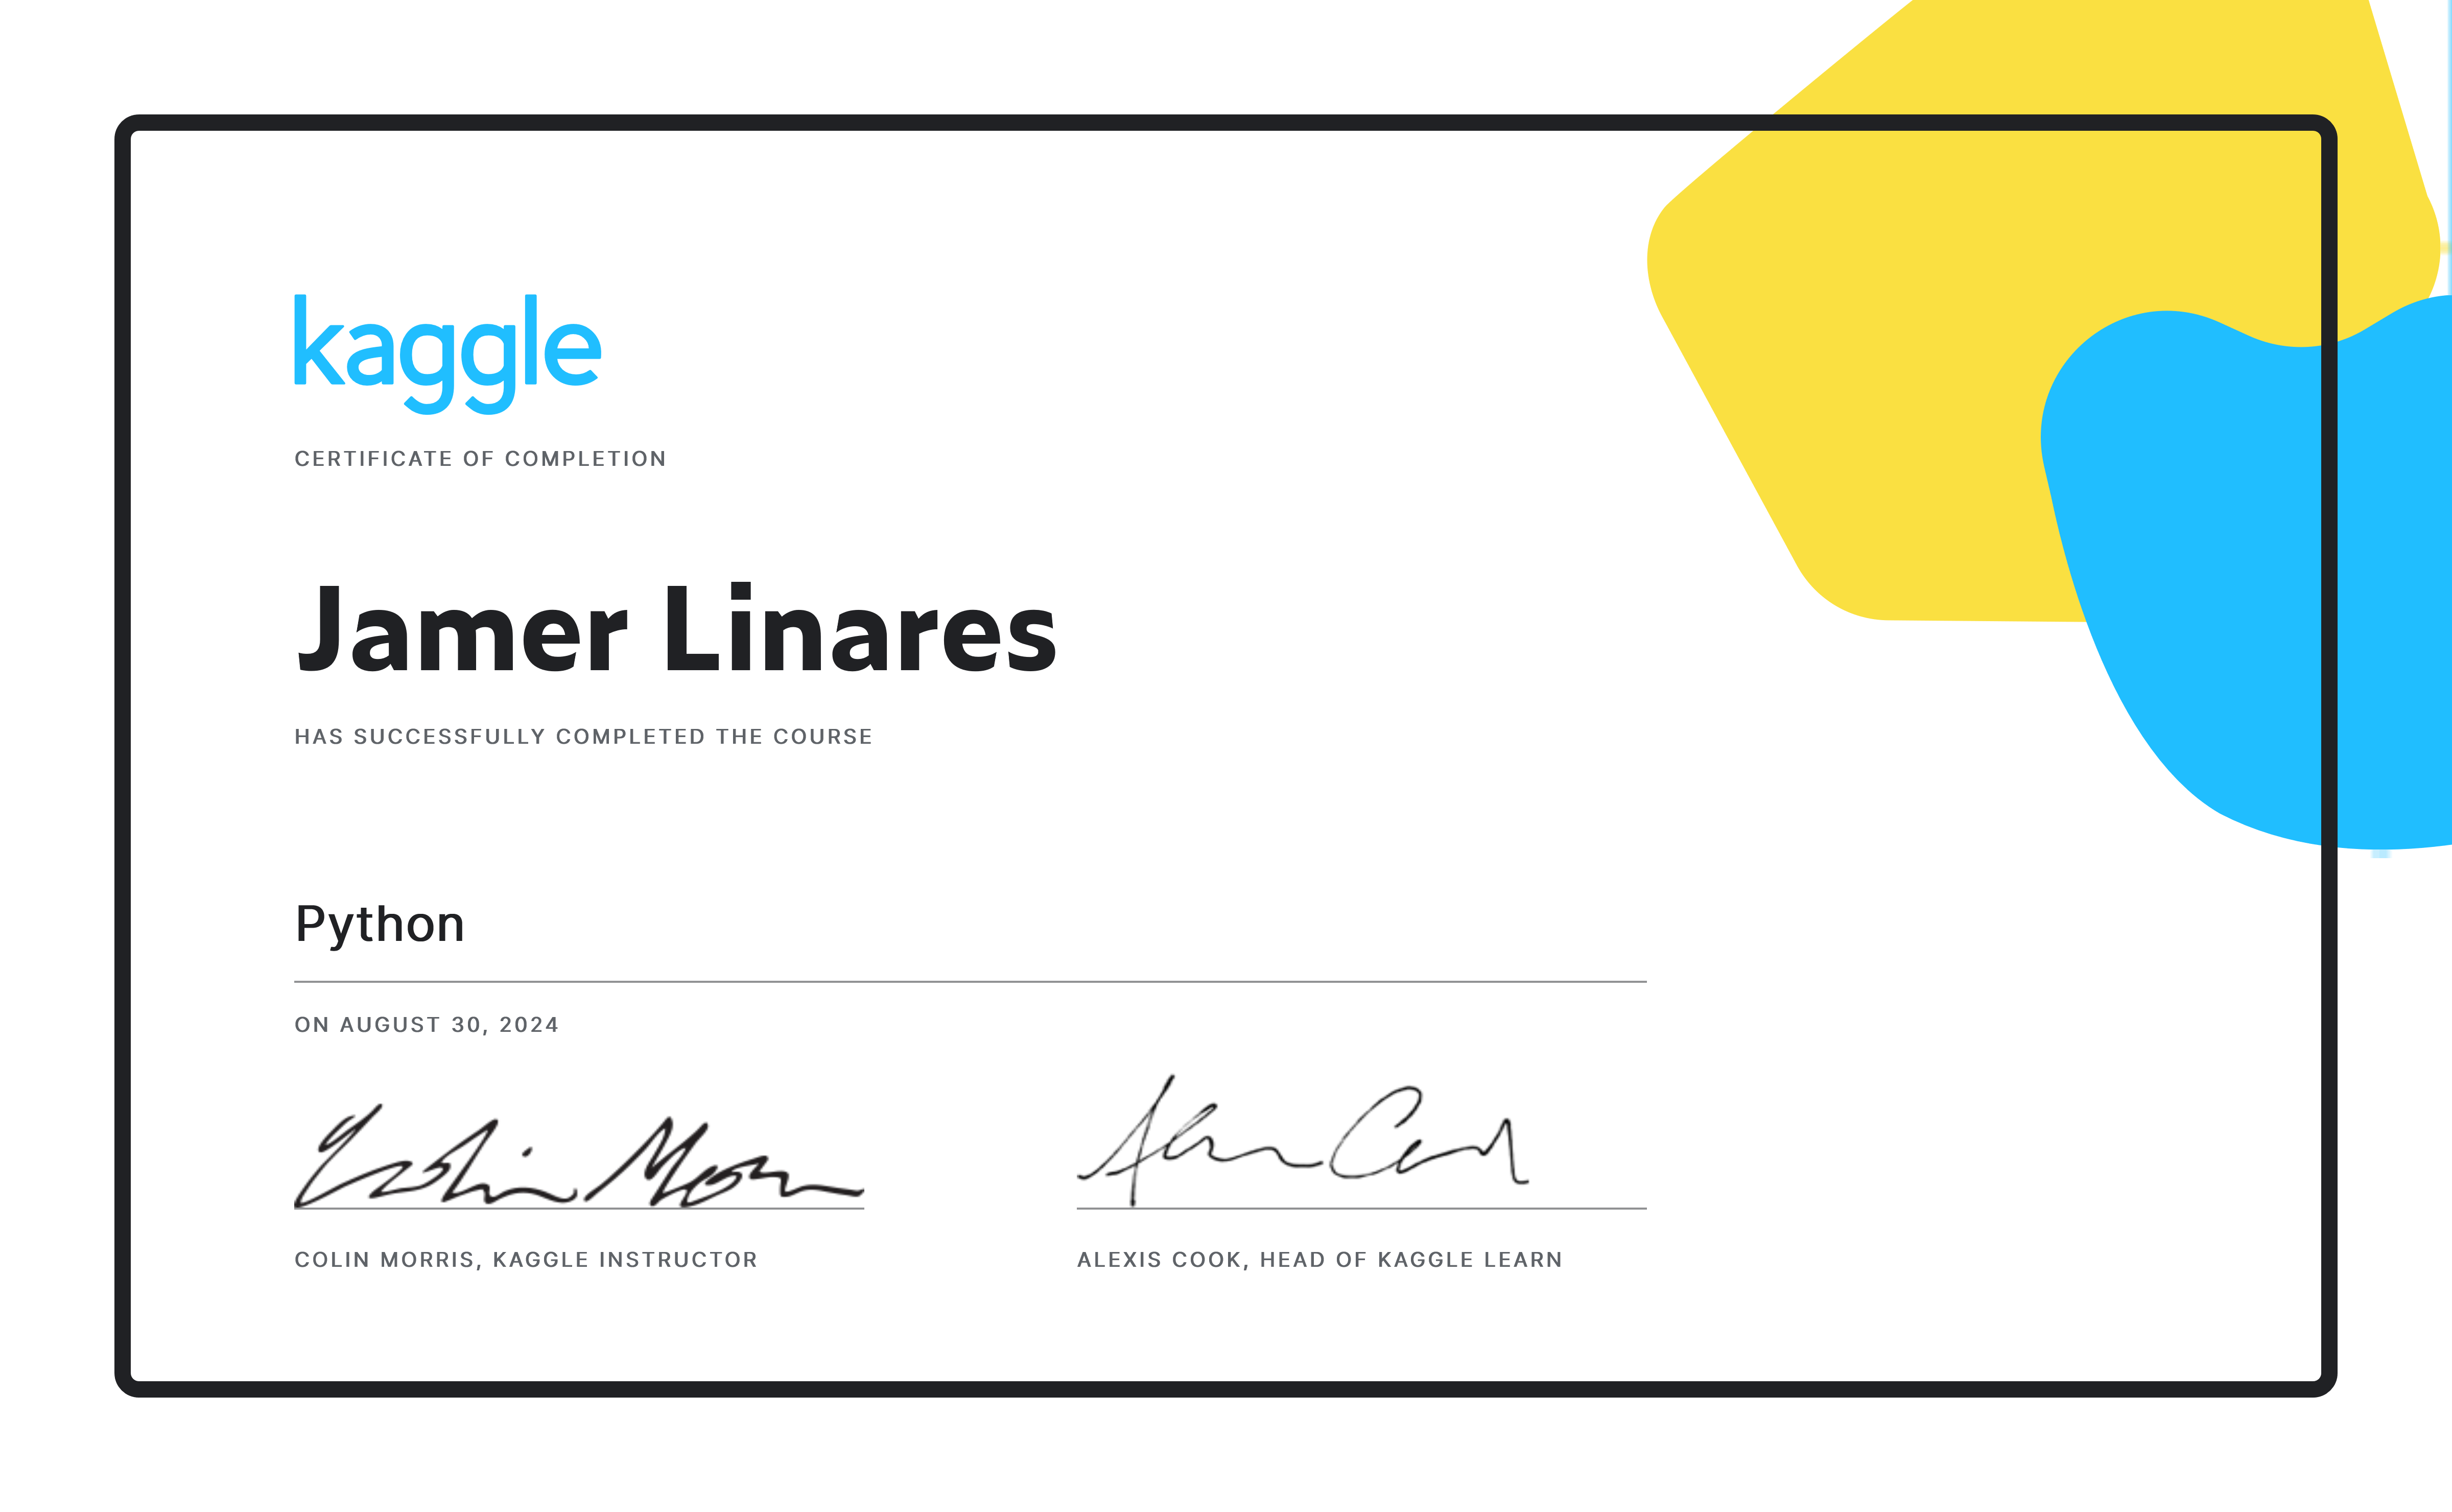 kaggle
CERTIFICATE OF COMPLETION
Jamer Linares
HAS SUCCESSFULLY COMPLETED THE COURSE
Python
ON AUGUST 30, 2024
Colin Morris
Alexis Cook
COLIN MORRIS, KAGGLE INSTRUCTOR
ALEXIS COOK, HEAD OF KAGGLE LEARN